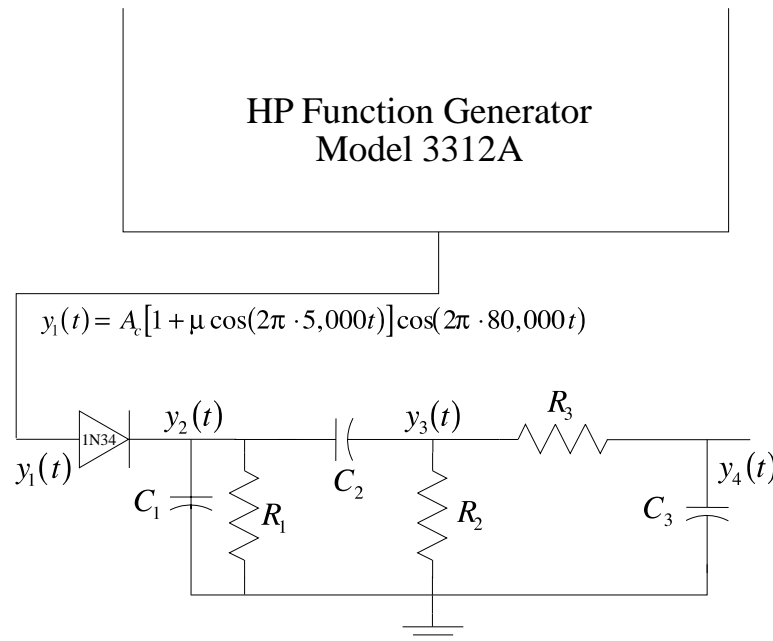 HP Function Generator
Model 3312A
y₁(t) = A_c[1 + μ cos(2π · 5,000t)]cos(2π · 80,000t)
R₃
y₂(t)
y₃(t)
1N34
y₁(t)
C₂
y₄(t)
C₁
R₁
R₂
C₃